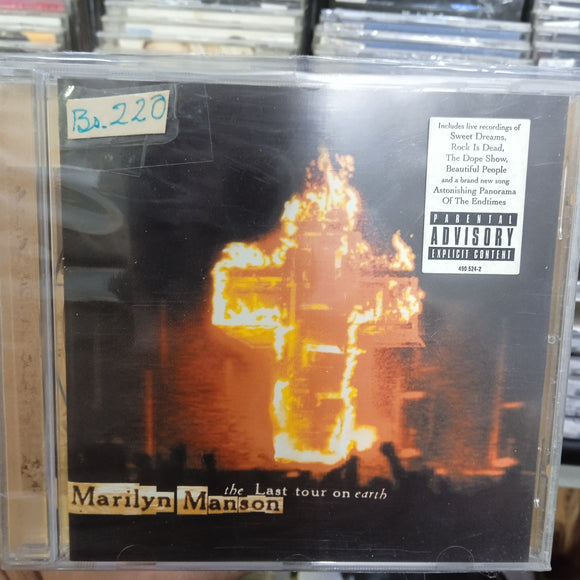 Bs. 220
Includes live recordings of
Sweet Dreams,
Rock Is Dead,
The Dope Show,
Beautiful People
and a brand new song
Astonishing Panorama
Of The Endtimes
PARENTAL
ADVISORY
EXPLICIT CONTENT
490 524-2
the Last tour on earth
Marilyn Manson